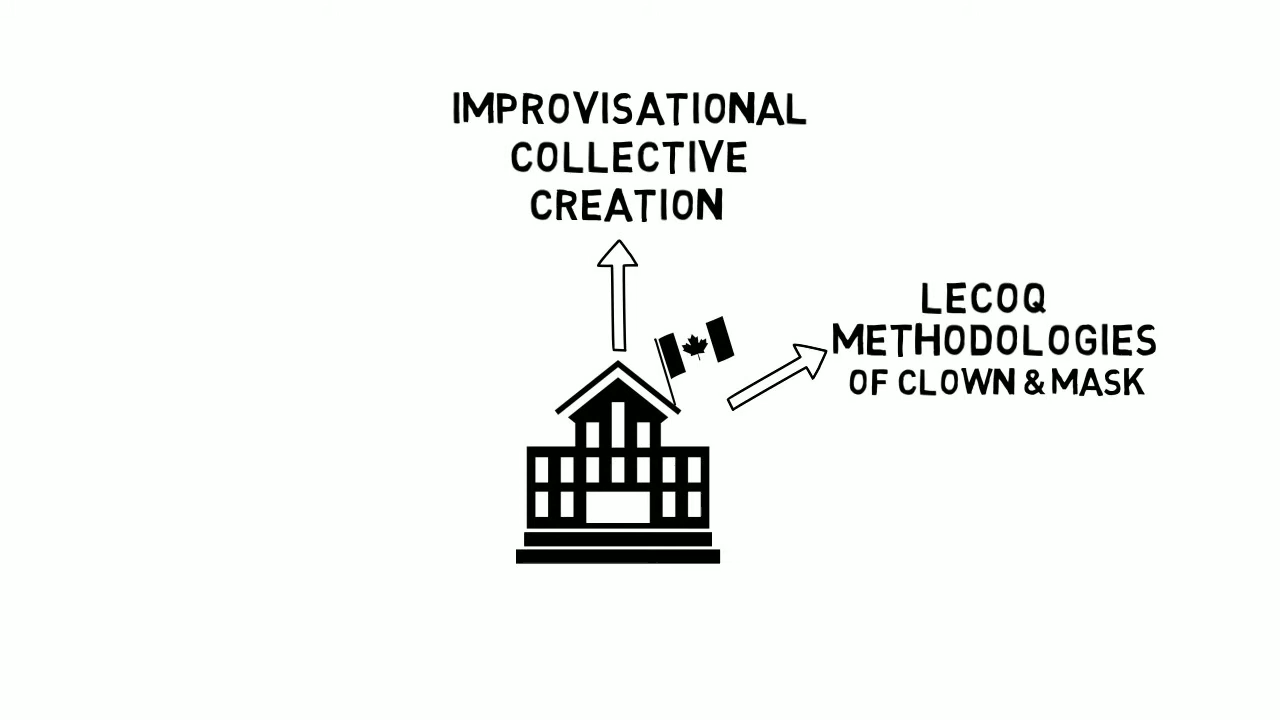 IMPROVISATIONAL
COLLECTIVE
CREATION
LECOQ
METHODOLOGIES
OF CLOWN & MASK